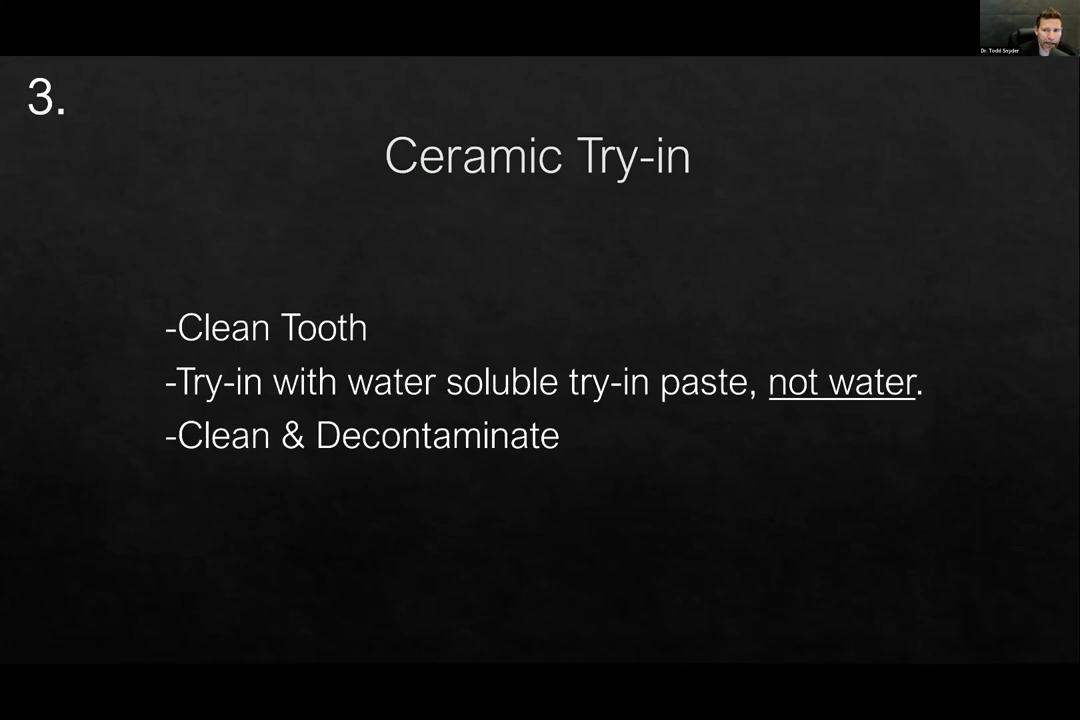 Dr. Todd Snyder
3.
Ceramic Try-in
-Clean Tooth
-Try-in with water soluble try-in paste, not water.
-Clean & Decontaminate